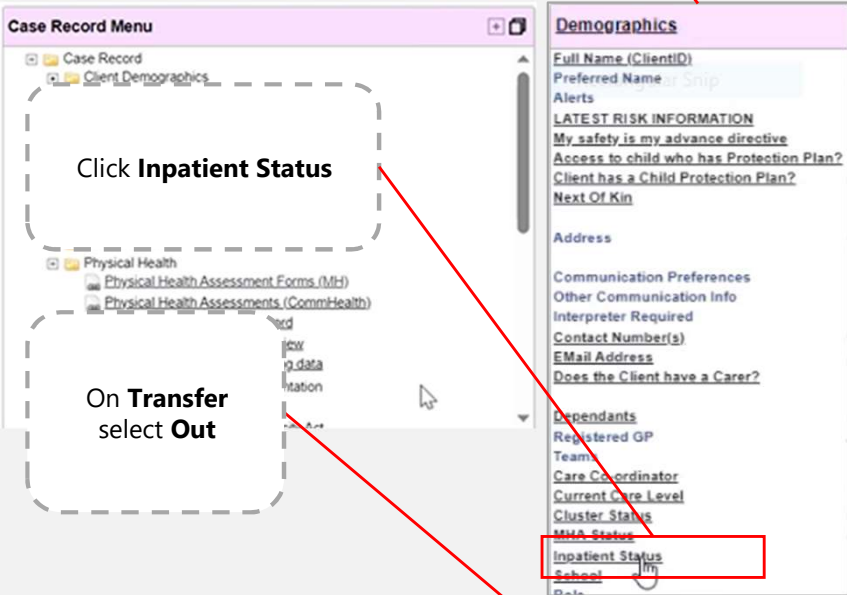 Case Record Menu
Case Record
Client Demographics
Click Inpatient Status
Physical Health
Physical Health Assessment Forms (MH)
Physical Health Assessments (CommHealth)
data
On Transfer
select Out
Demographics
Full Name (ClientID)
Preferred Name
Snip
Alerts
LATEST RISK INFORMATION
My safety is my advance directive
Access to child who has Protection Plan?
Client has a Child Protection Plan?
Next Of Kin
Address
Communication Preferences
Other Communication Info
Interpreter Required
Contact Number(s)
EMail Address
Does the Client have a Carer?
Dependants
Registered GP
Teams
Care Co-ordinator
Current Care Level
Cluster Status
MHA Status
Inpatient Status
School